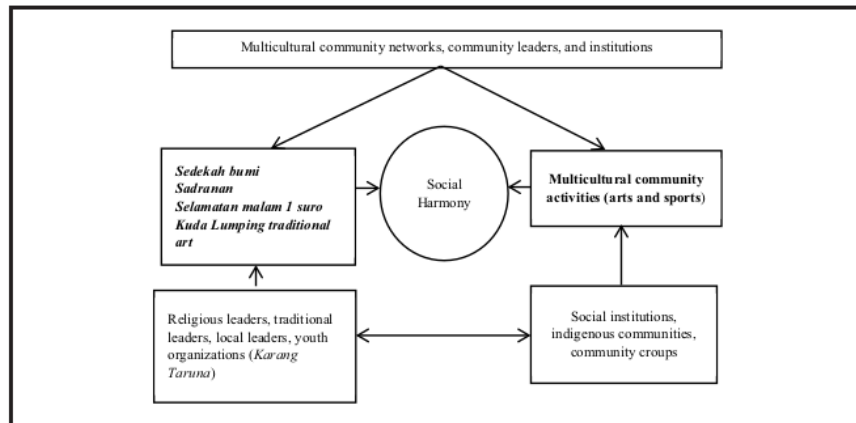 Multicultural community networks, community leaders, and institutions
Sedekah bumi
Sadranan
Selamatan malam 1 suro
Kuda Lumping traditional
art
Social
Harmony
Multicultural community
activities (arts and sports)
Religious leaders, traditional
leaders, local leaders, youth
organizations (Karang
Taruna)
Social institutions,
indigenous communities,
community croups